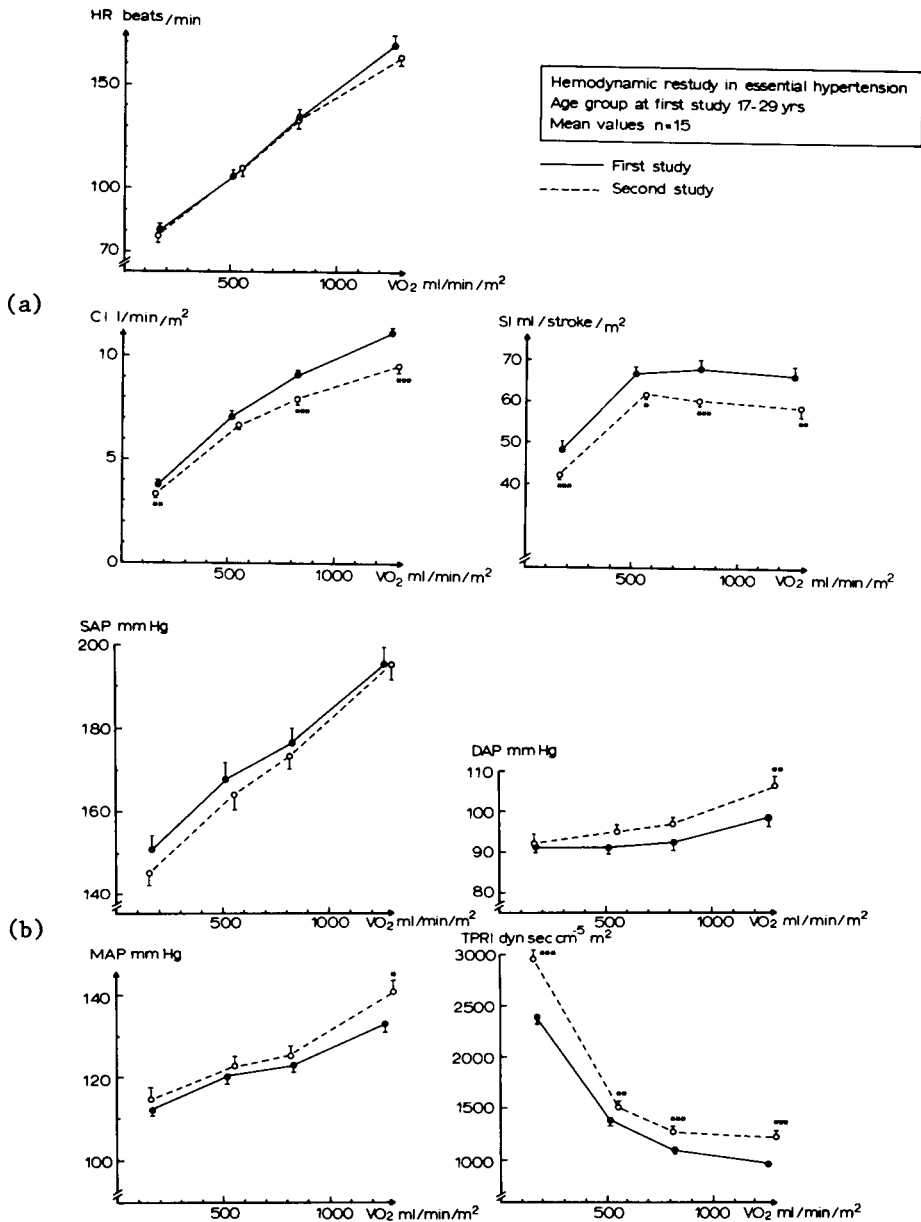 HR beats/min
150
100
70
500
1000
VO₂ ml/min/m²
Hemodynamic restudy in essential hypertension
Age group at first study 17-29 yrs
Mean values n=15
First study
Second study
(a)
CI l/min/m²
10
5
0
**
***
***
500
1000
VO₂ ml/min/m²
SI ml/stroke/m²
70
60
50
40
***
*
***
**
500
1000
VO₂ ml/min/m²
SAP mm Hg
200
180
160
140
500
1000
VO₂ ml/min/m²
DAP mm Hg
110
100
90
80
**
500
1000
VO₂ ml/min/m²
(b)
MAP mm Hg
140
120
100
*
500
1000
VO₂ ml/min/m²
TPRI dyn sec cm⁻⁵ m²
3000
2500
2000
1500
1000
***
**
***
***
500
1000
VO₂ ml/min/m²